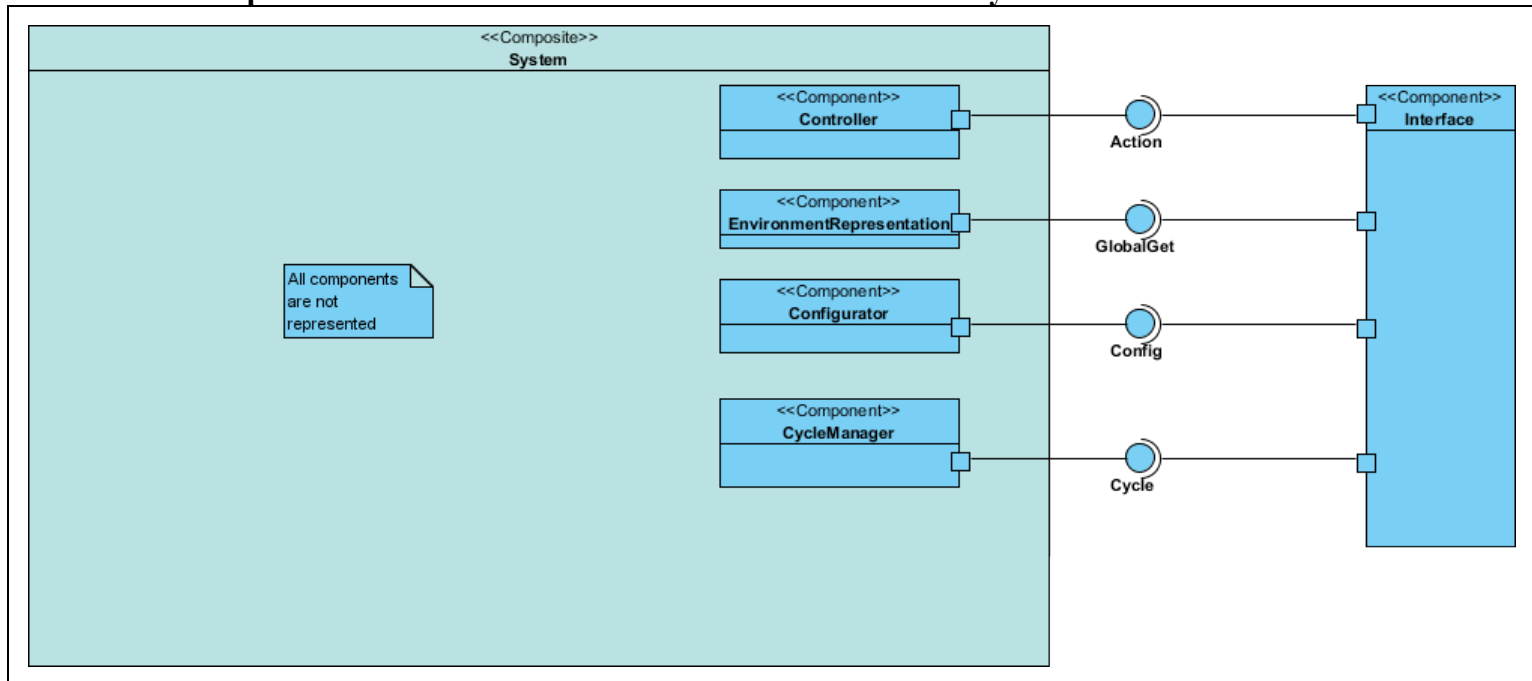 <<Composite>>
System
<<Component>>
Controller
Action
<<Component>>
Interface
<<Component>>
EnvironmentRepresentation
GlobalGet
All components
are not
represented
<<Component>>
Configurator
Config
<<Component>>
CycleManager
Cycle